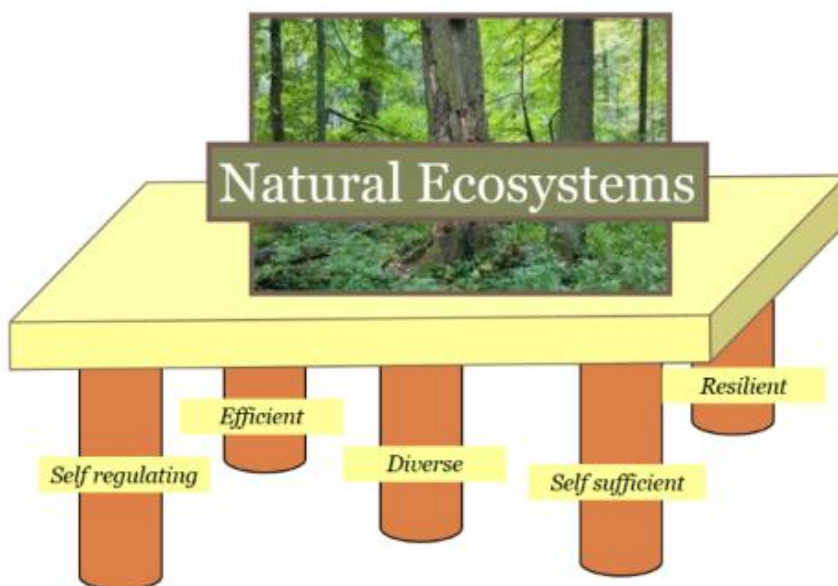 Natural Ecosystems
Resilient
Efficient
Diverse
Self regulating
Self sufficient